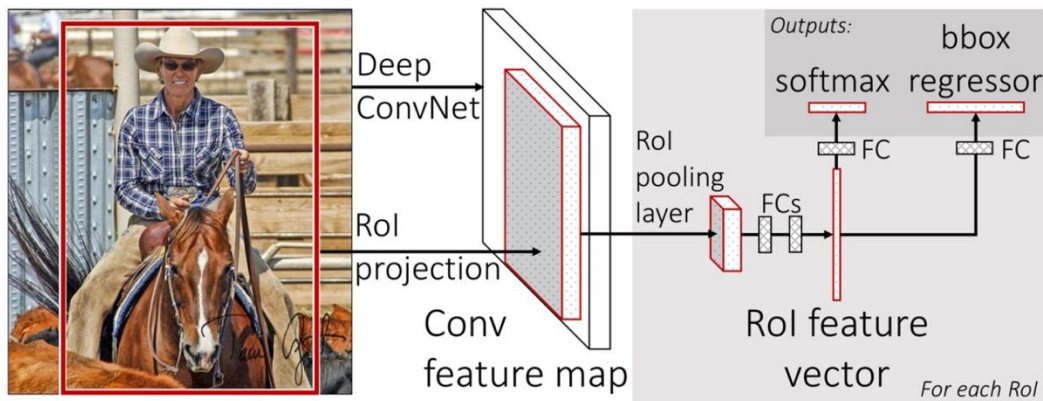 Deep
ConvNet
RoI
projection
Conv
feature map
RoI
pooling
layer
FCs
RoI feature
vector
For each RoI
Outputs:
softmax
bbox
regressor
FC
FC